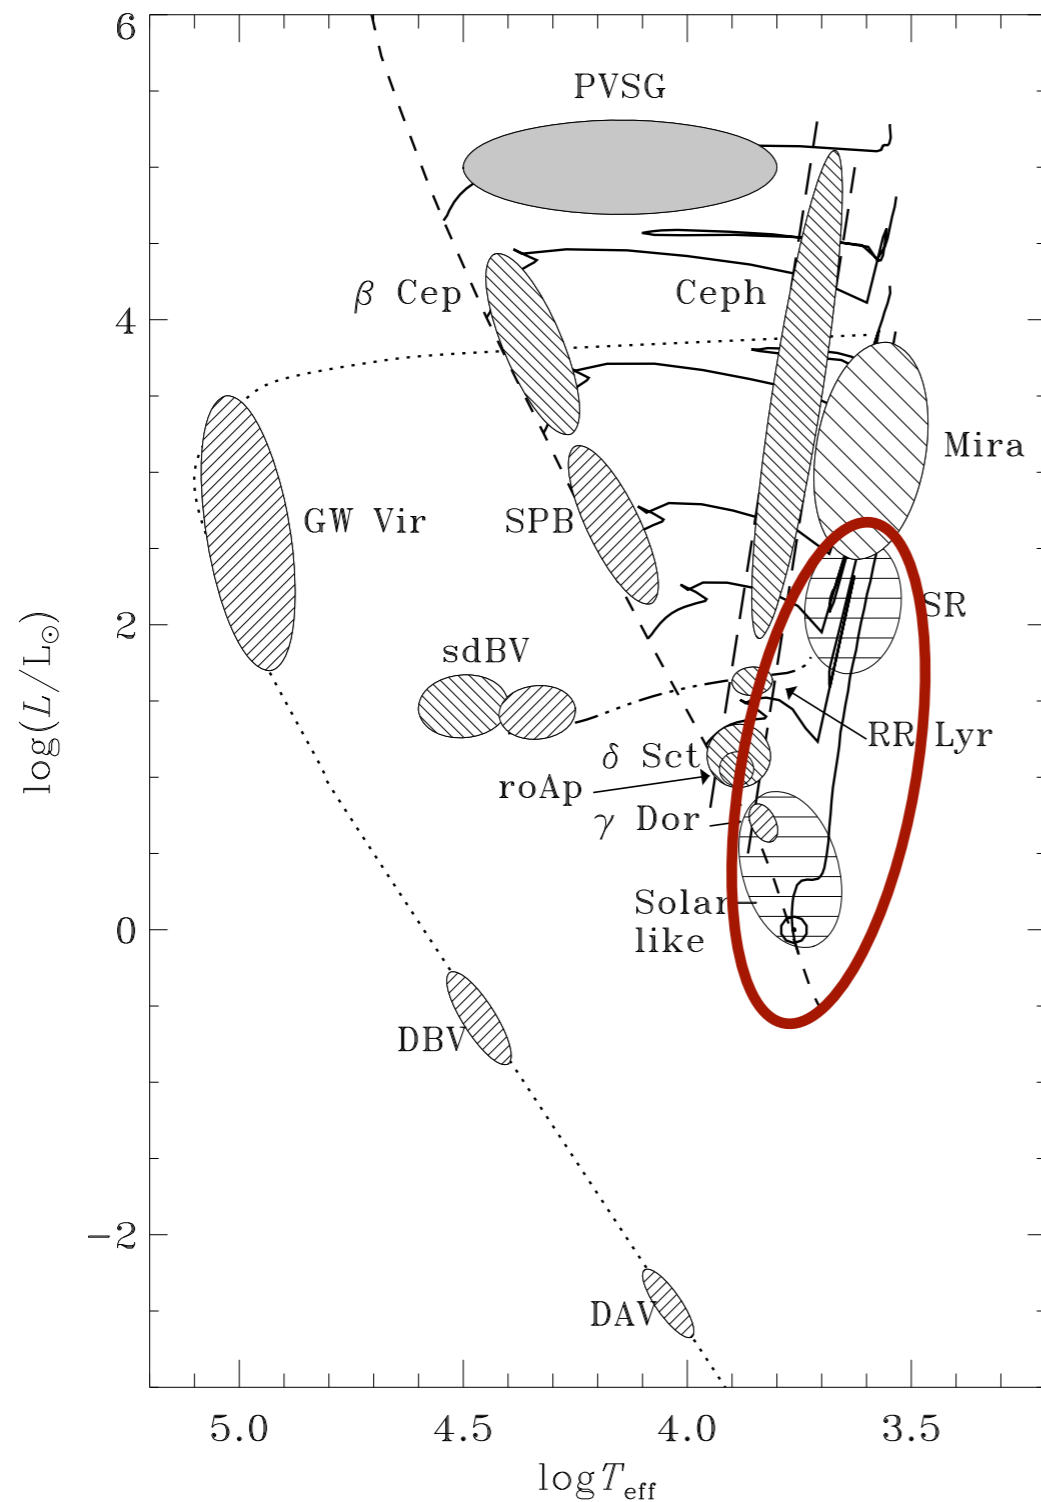 6
PVSG
β Cep
Ceph
4
Mira
GW Vir
SPB
SR
2
sdBV
RR Lyr
δ Sct
roAp
γ Dor
Solar-
like
0
DBV
-2
DAV
5.0 4.5 4.0 3.5
log T_eff
log(L/L☉)